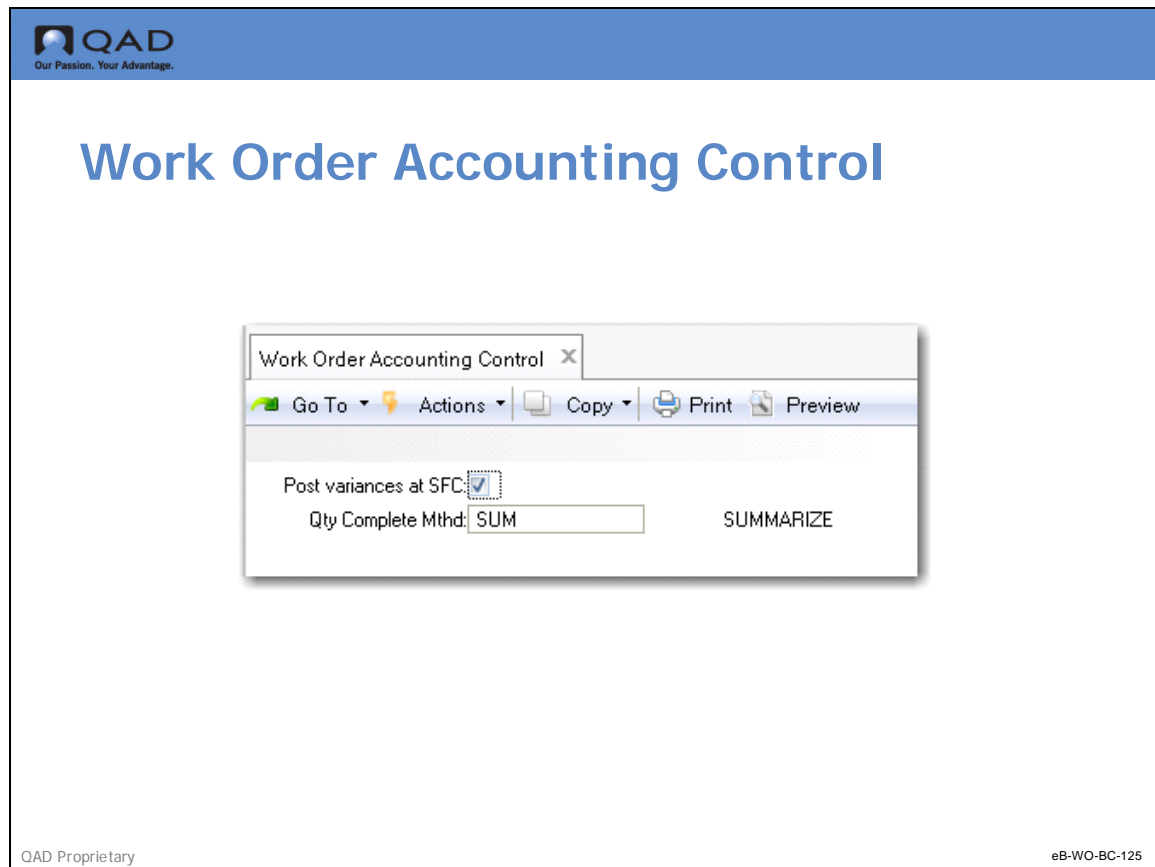 QAD
Our Passion. Your Advantage.
Work Order Accounting Control
Work Order Accounting Control
Go To Actions Copy Print Preview
Post variances at SFC:
Qty Complete Mthd: SUM SUMMARIZE
QAD Proprietary eB-WO-BC-125